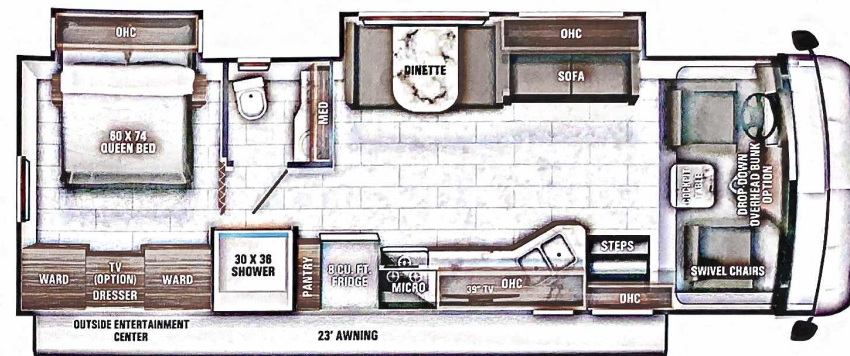 OHC
60 X 74
QUEEN BED
MED
DINETTE
OHC
SOFA
COCKPIT
TABLE
DROP-DOWN
OVERHEAD BUNK
OPTION
SWIVEL CHAIRS
WARD
TV
(OPTION)
DRESSER
WARD
30 X 36
SHOWER
PANTRY
8 CU. FT.
FRIDGE
MICRO
39" TV
OHC
STEPS
OHC
OUTSIDE ENTERTAINMENT
CENTER
23' AWNING